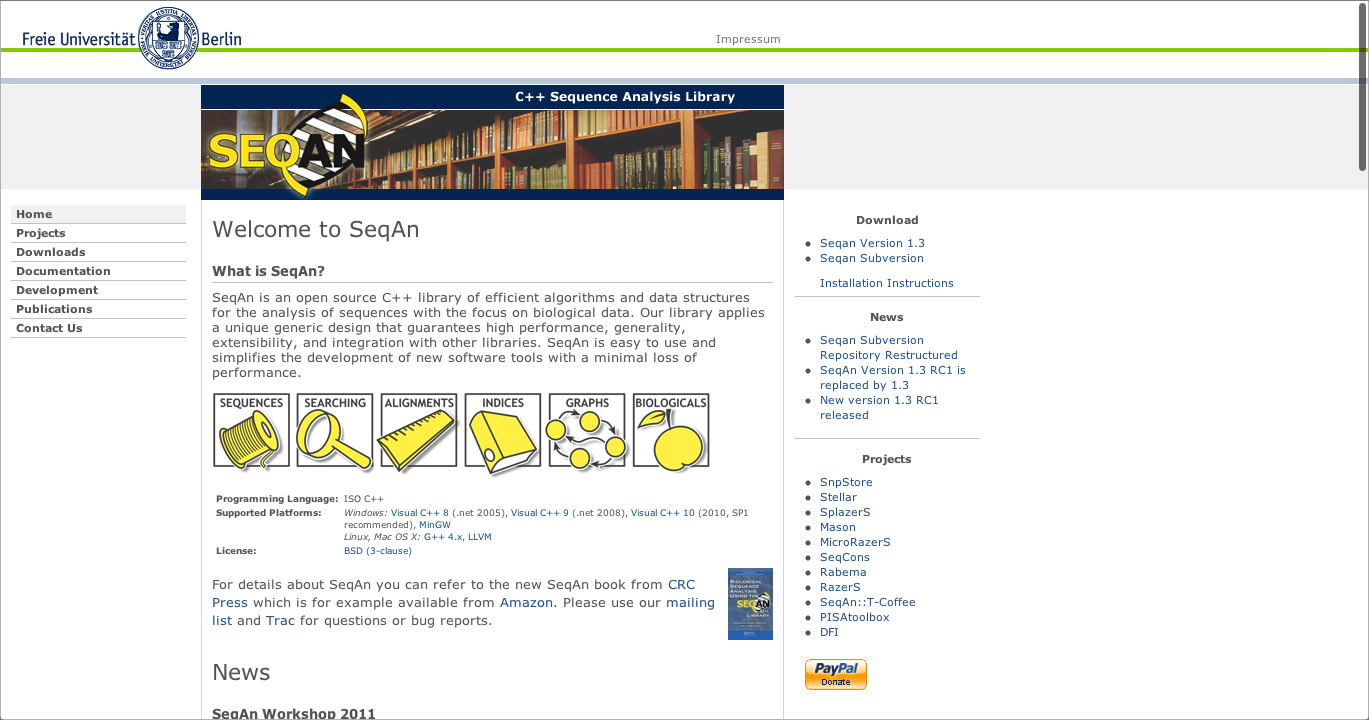 Freie Universität Berlin
Impressum
C++ Sequence Analysis Library
SEQAN
Home
Projects
Downloads
Documentation
Development
Publications
Contact Us
Welcome to SeqAn
What is SeqAn?
SeqAn is an open source C++ library of efficient algorithms and data structures
for the analysis of sequences with the focus on biological data. Our library applies
a unique generic design that guarantees high performance, generality,
extensibility, and integration with other libraries. SeqAn is easy to use and
simplifies the development of new software tools with a minimal loss of
performance.
SEQUENCES SEARCHING ALIGNMENTS INDICES GRAPHS BIOLOGICALS
Programming Language: ISO C++
Supported Platforms: Windows: Visual C++ 8 (.net 2005), Visual C++ 9 (.net 2008), Visual C++ 10 (2010, SP1
recommended), MinGW
Linux, Mac OS X: G++ 4.x, LLVM
License: BSD (3-clause)
For details about SeqAn you can refer to the new SeqAn book from CRC
Press which is for example available from Amazon. Please use our mailing
list and Trac for questions or bug reports.
BIOLOGICAL
SEQUENCE
ANALYSIS
USING THE
SEQAN
C++
LIBRARY
News
SeqAn Workshop 2011
Download
Seqan Version 1.3
Seqan Subversion
Installation Instructions
News
Seqan Subversion
Repository Restructured
SeqAn Version 1.3 RC1 is
replaced by 1.3
New version 1.3 RC1
released
Projects
SnpStore
Stellar
SplazerS
Mason
MicroRazerS
SeqCons
Rabema
RazerS
SeqAn::T-Coffee
PISAtoolbox
DFI
PayPal
Donate